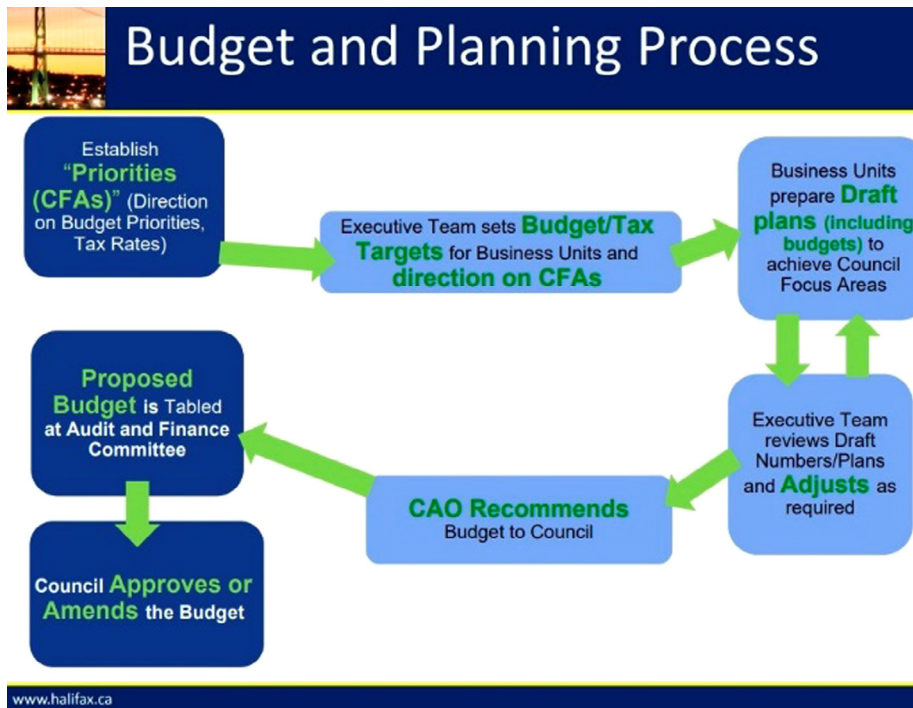 Budget and Planning Process
Establish
“Priorities
(CFAs)” (Direction
on Budget Priorities,
Tax Rates)
Executive Team sets Budget/Tax
Targets for Business Units and
direction on CFAs
Business Units
prepare Draft
plans (including
budgets) to
achieve Council
Focus Areas
Executive Team
reviews Draft
Numbers/Plans
and Adjusts as
required
CAO Recommends
Budget to Council
Proposed
Budget is Tabled
at Audit and Finance
Committee
Council Approves or
Amends the Budget
www.halifax.ca